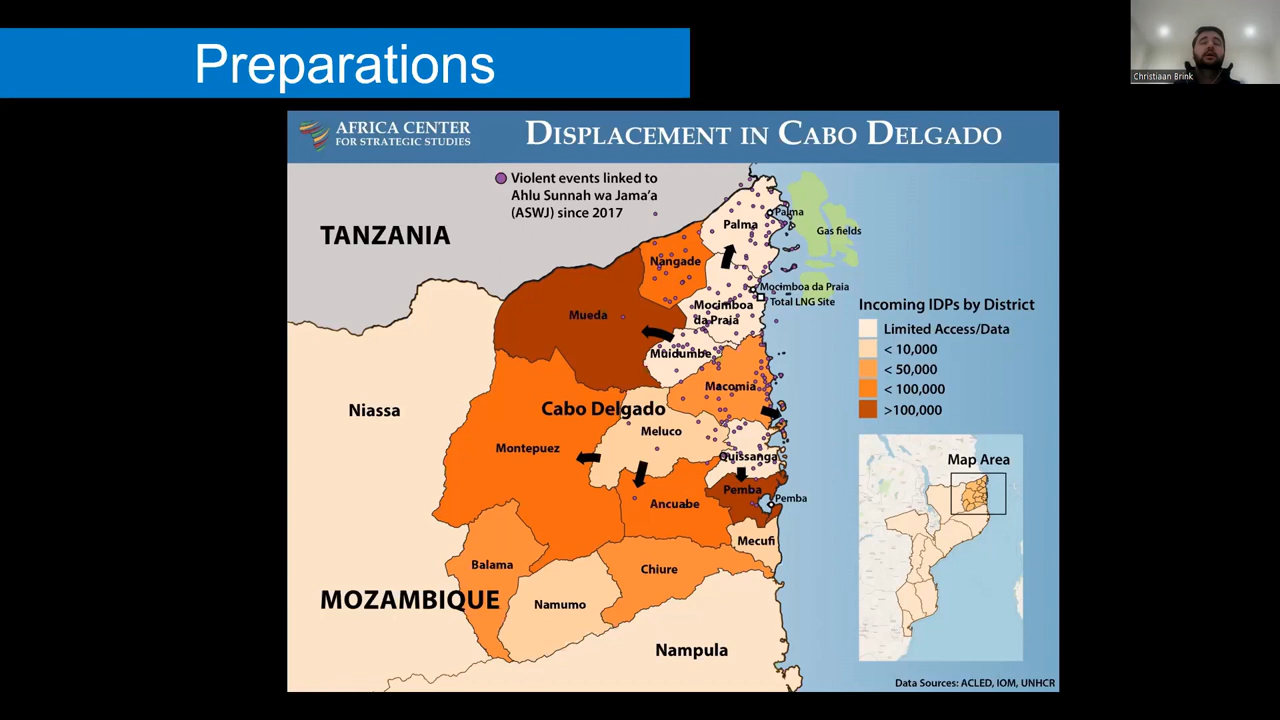 Preparations
Christiaan Brink
AFRICA CENTER
FOR STRATEGIC STUDIES
DISPLACEMENT IN CABO DELGADO
Violent events linked to
Ahlu Sunnah wa Jama'a
(ASWJ) since 2017
TANZANIA
Palma
Palma
Gas fields
Nangade
Mocimboa da Praia
Total LNG Site
Mueda
Mocimboa
da Praia
Muidumbe
Incoming IDPs by District
Limited Access/Data
< 10,000
< 50,000
< 100,000
>100,000
Macomia
Niassa
Cabo Delgado
Meluco
Montepuez
Quissanga
Map Area
Pemba
Pemba
Ancuabe
Mecufi
Balama
Chiure
MOZAMBIQUE
Namumo
Nampula
Data Sources: ACLED, IOM, UNHCR